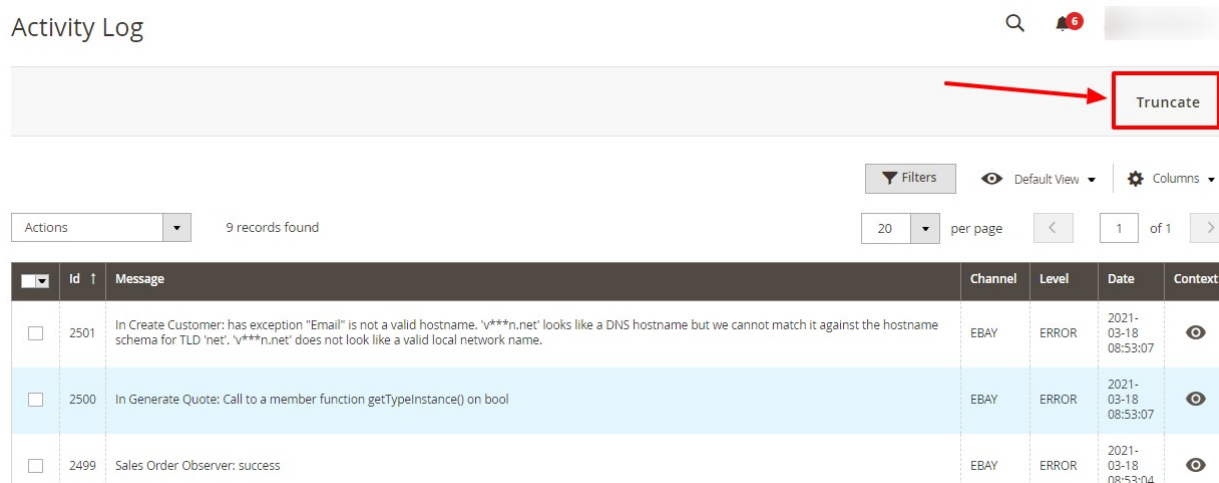 Activity Log
6
Truncate
Filters
Default View
Columns
Actions
9 records found
20
per page
1
of 1
Id ↑ Message Channel Level Date Context
2501 In Create Customer: has exception "Email" is not a valid hostname. 'v***n.net' looks like a DNS hostname but we cannot match it against the hostname
schema for TLD 'net'. 'v***n.net' does not look like a valid local network name.
EBAY
ERROR
2021-
03-18
08:53:07
2500 In Generate Quote: Call to a member function getTypeInstance() on bool
EBAY
ERROR
2021-
03-18
08:53:07
2499 Sales Order Observer: success
EBAY
ERROR
2021-
03-18
08:53:04